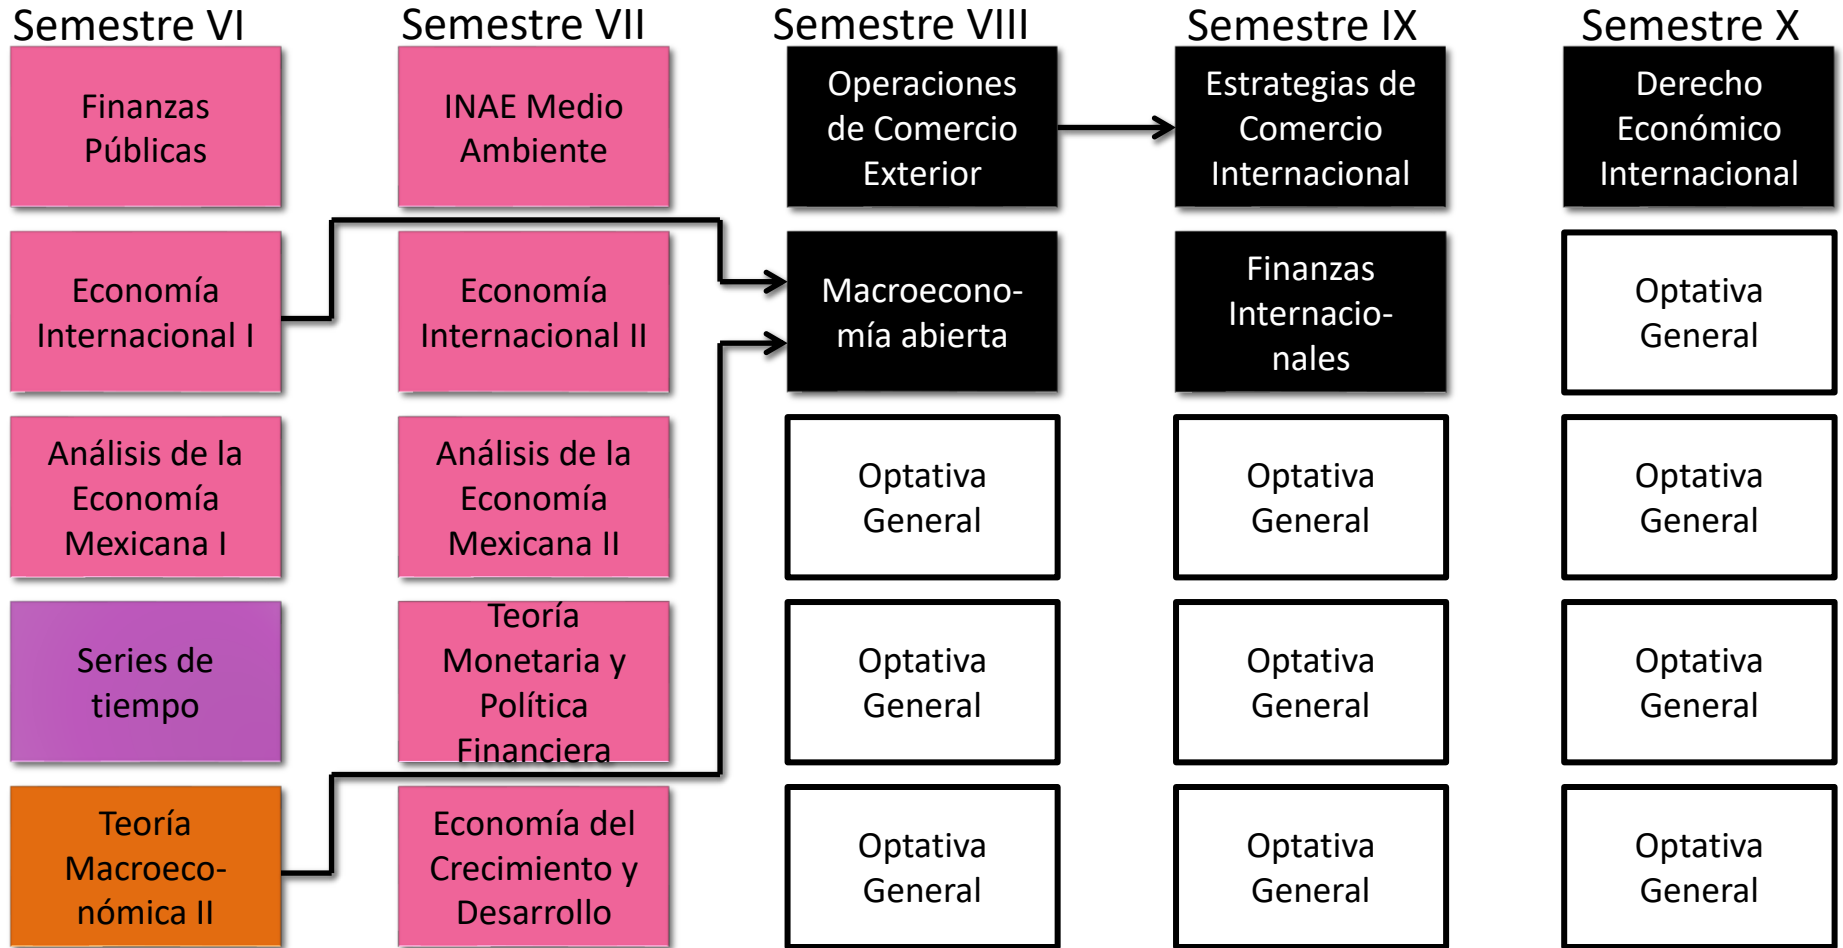 Semestre VI
Semestre VII
Semestre VIII
Semestre IX
Semestre X
Finanzas
Públicas
INAE Medio
Ambiente
Operaciones
de Comercio
Exterior
Estrategias de
Comercio
Internacional
Derecho
Económico
Internacional
Economía
Internacional I
Economía
Internacional II
Macroecono-
mía abierta
Finanzas
Internacio-
nales
Optativa
General
Análisis de la
Economía
Mexicana I
Análisis de la
Economía
Mexicana II
Optativa
General
Optativa
General
Optativa
General
Series de
tiempo
Teoría
Monetaria y
Política
Financiera
Optativa
General
Optativa
General
Optativa
General
Teoría
Macroeco-
nómica II
Economía del
Crecimiento y
Desarrollo
Optativa
General
Optativa
General
Optativa
General